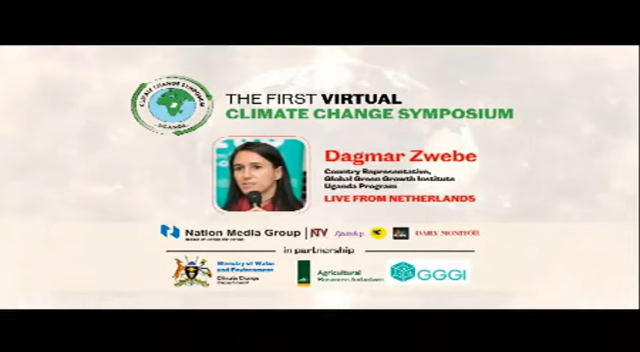 CLIMATE CHANGE SYMPOSIUM
UGANDA
THE FIRST VIRTUAL
CLIMATE CHANGE SYMPOSIUM
Dagmar Zwebe
Country Representative,
Global Green Growth Institute
Uganda Program
LIVE FROM NETHERLANDS
Nation Media Group
NTV
DAILY MONITOR
in partnership
Ministry of Water
and Environment
Climate Change
Department
Agricultural
GGGI